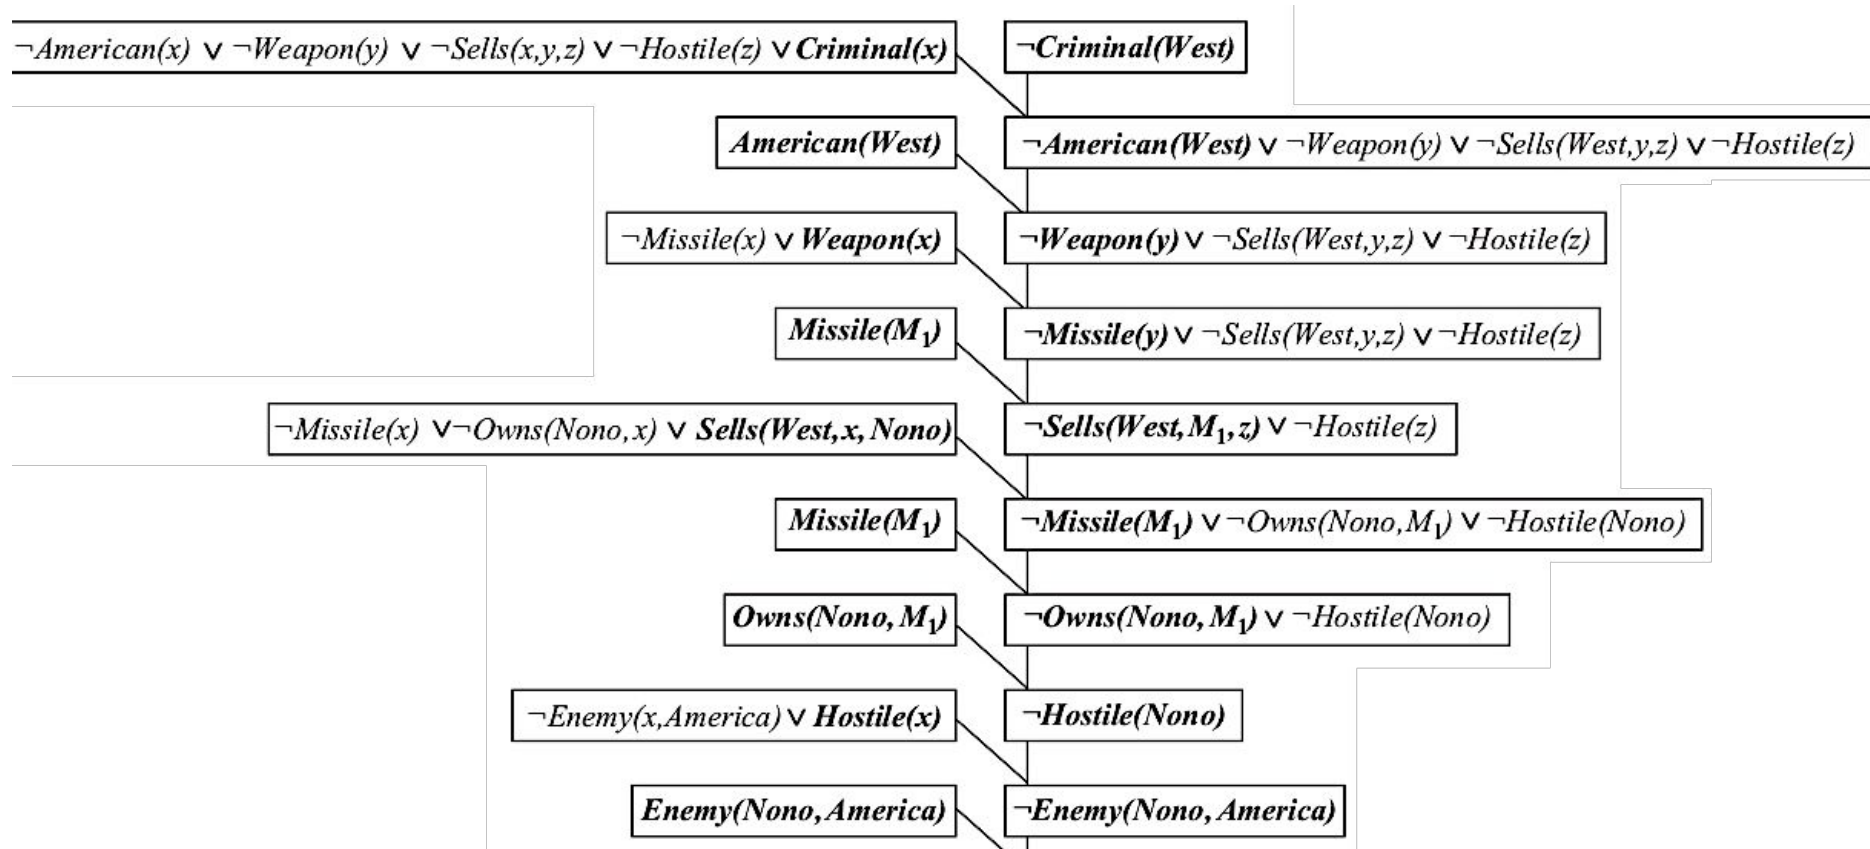 ¬American(x) ∨ ¬Weapon(y) ∨ ¬Sells(x,y,z) ∨ ¬Hostile(z) ∨ Criminal(x) ¬Criminal(West)
American(West) ¬American(West) ∨ ¬Weapon(y) ∨ ¬Sells(West,y,z) ∨ ¬Hostile(z)
¬Missile(x) ∨ Weapon(x) ¬Weapon(y) ∨ ¬Sells(West,y,z) ∨ ¬Hostile(z)
Missile(M₁) ¬Missile(y) ∨ ¬Sells(West,y,z) ∨ ¬Hostile(z)
¬Missile(x) ∨ ¬Owns(Nono,x) ∨ Sells(West,x,Nono) ¬Sells(West,M₁,z) ∨ ¬Hostile(z)
Missile(M₁) ¬Missile(M₁) ∨ ¬Owns(Nono,M₁) ∨ ¬Hostile(Nono)
Owns(Nono,M₁) ¬Owns(Nono,M₁) ∨ ¬Hostile(Nono)
¬Enemy(x,America) ∨ Hostile(x) ¬Hostile(Nono)
Enemy(Nono,America) ¬Enemy(Nono,America)